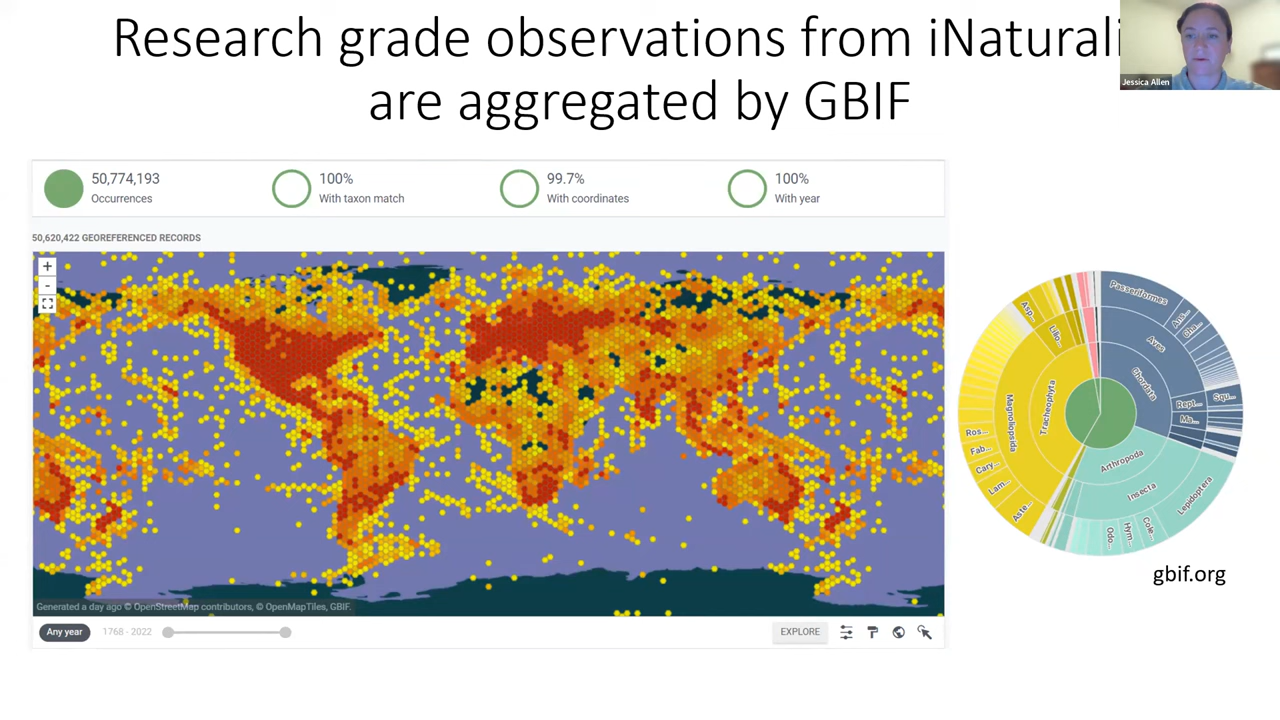 Research grade observations from iNaturali
are aggregated by GBIF
Jessica Allen
50,774,193
Occurrences
100%
With taxon match
99.7%
With coordinates
100%
With year
50,620,422 GEOREFERENCED RECORDS
+
-
Generated a day ago © OpenStreetMap contributors, © OpenMapTiles, GBIF.
Any year
1768 - 2022
EXPLORE
Passeriformes
Ans...
Cha...
Aves
Chordata
Rept...
Squ...
Ma...
Arthropoda
Insecta
Lepidoptera
Cole...
Hym...
Odo...
Tracheophyta
Magnoliopsida
Lilio...
Asp...
Ros...
Fab...
Cary...
Lam...
Aste...
gbif.org